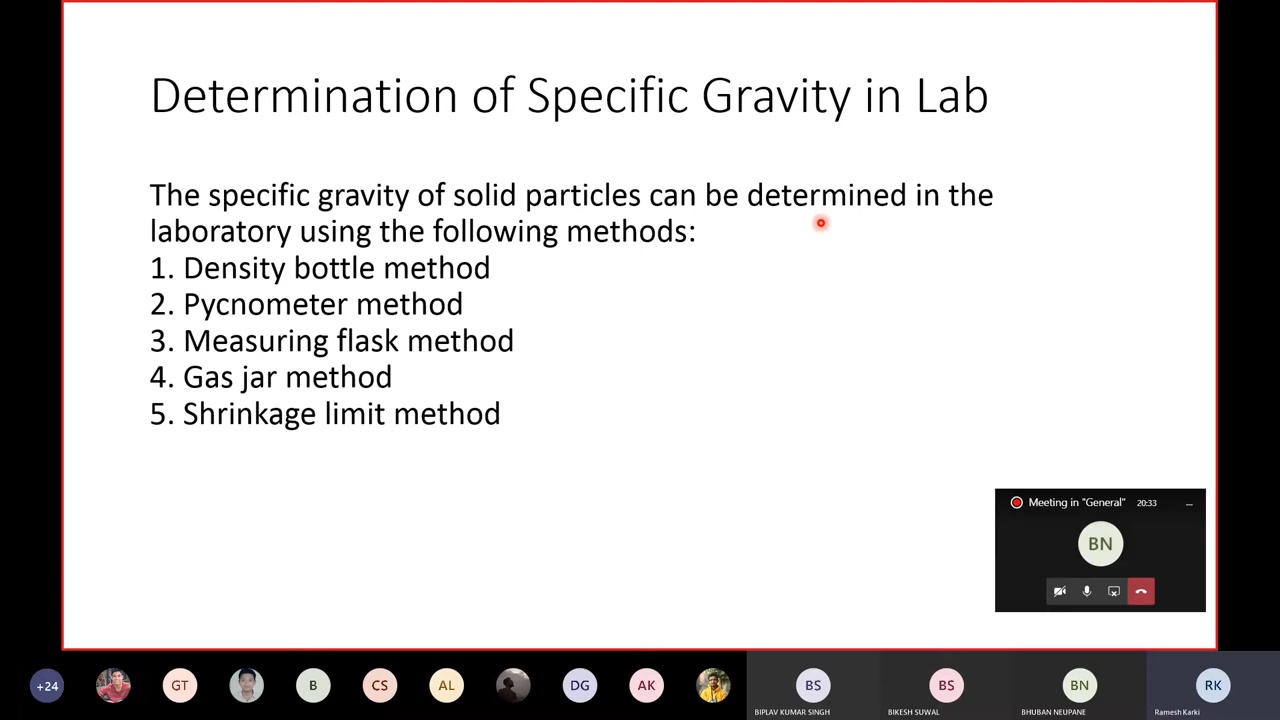 Determination of Specific Gravity in Lab
The specific gravity of solid particles can be determined in the
laboratory using the following methods:
1. Density bottle method
2. Pycnometer method
3. Measuring flask method
4. Gas jar method
5. Shrinkage limit method
Meeting in "General" 20:33 ...
BN
+24 GT B CS AL DG AK BS BS BN RK
BIPLAV KUMAR SINGH BIKESH SUWAL BHUBAN NEUPANE Ramesh Karki